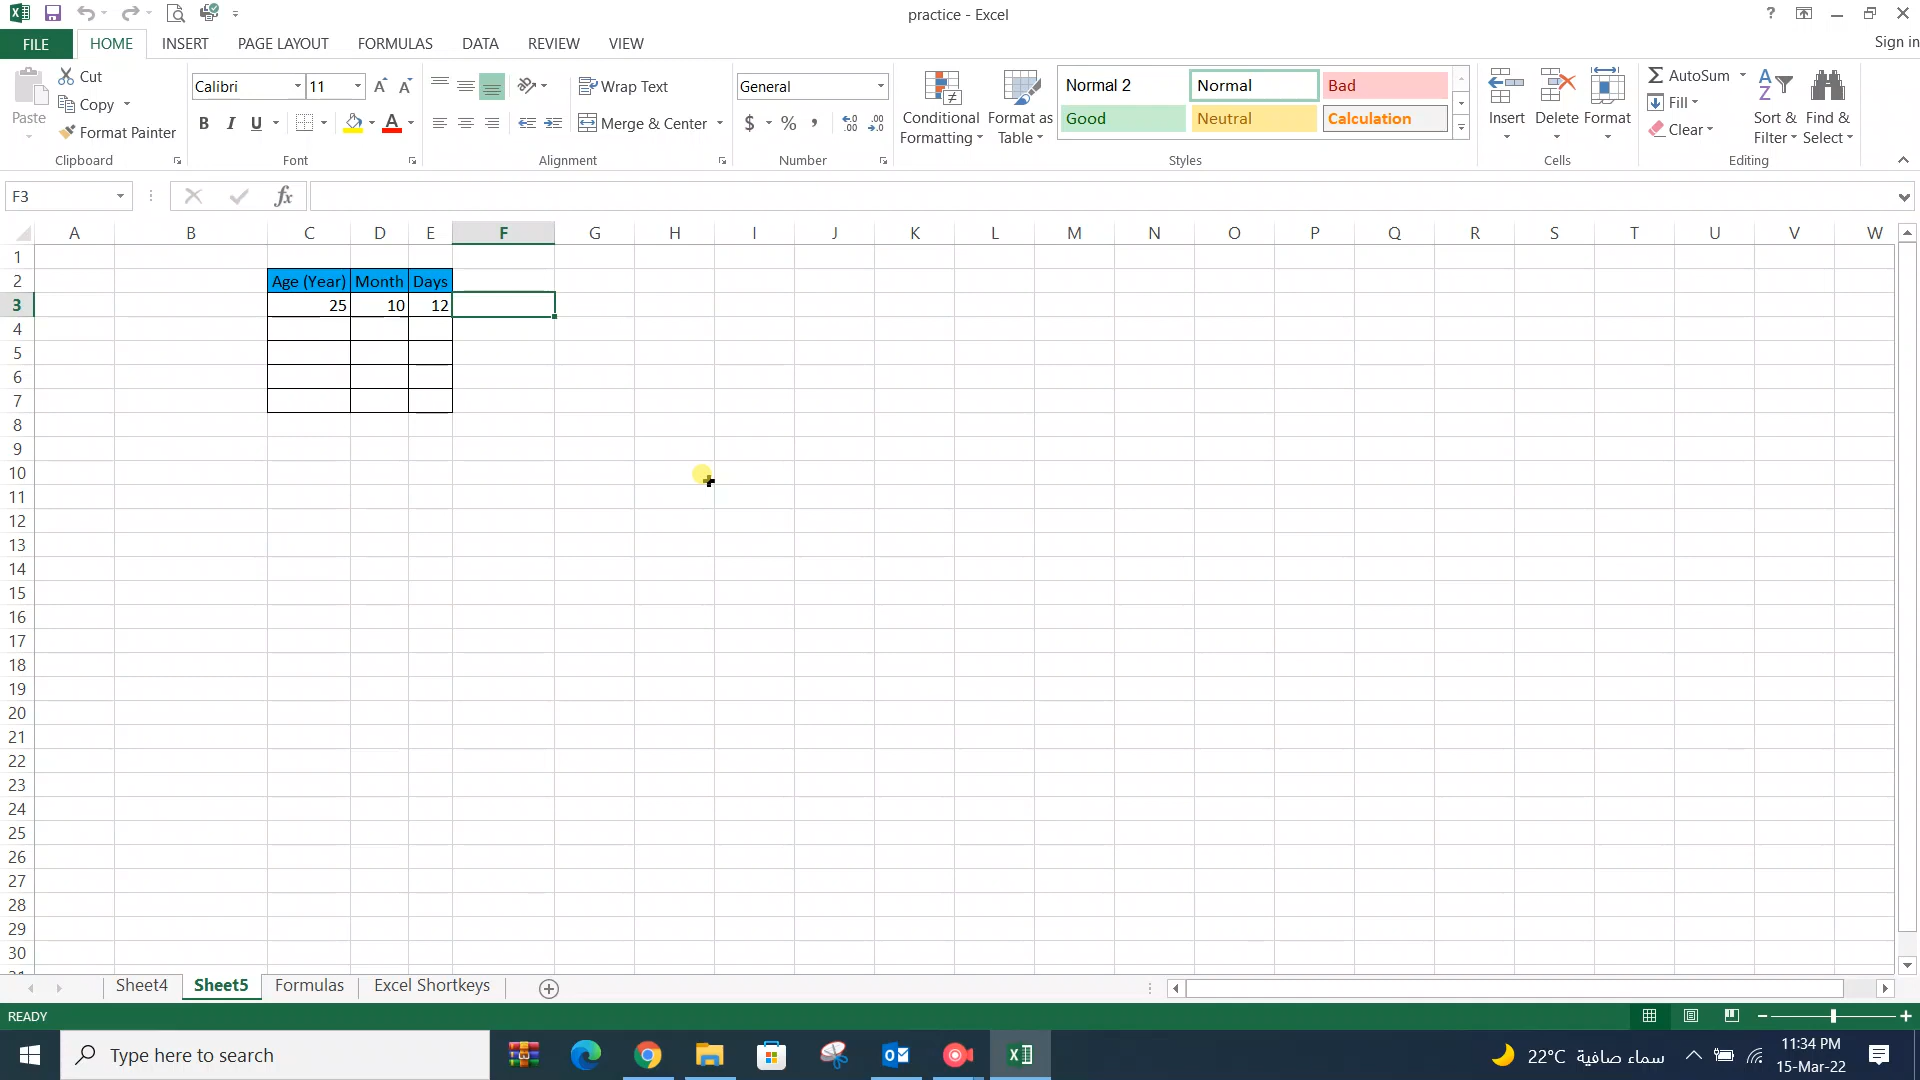 practice - Excel
Sign in
FILE HOME INSERT PAGE LAYOUT FORMULAS DATA REVIEW VIEW
Paste
Cut
Copy
Format Painter
Clipboard
Calibri 11
B I U
Font
Wrap Text
Merge & Center
Alignment
General
$ % ,
Number
Conditional Formatting
Format as Table
Normal 2 Normal Bad
Good Neutral Calculation
Styles
Insert Delete Format
Cells
AutoSum
Fill
Clear
Sort & Filter
Find & Select
Editing
F3
fx
A B C D E F G H I J K L M N O P Q R S T U V W
1
2 Age (Year) Month Days
3 25 10 12
4
5
6
7
8
9
10
11
12
13
14
15
16
17
18
19
20
21
22
23
24
25
26
27
28
29
30
Sheet4 Sheet5 Formulas Excel Shortkeys
READY
Type here to search
22°C سماء صافية
11:34 PM
15-Mar-22